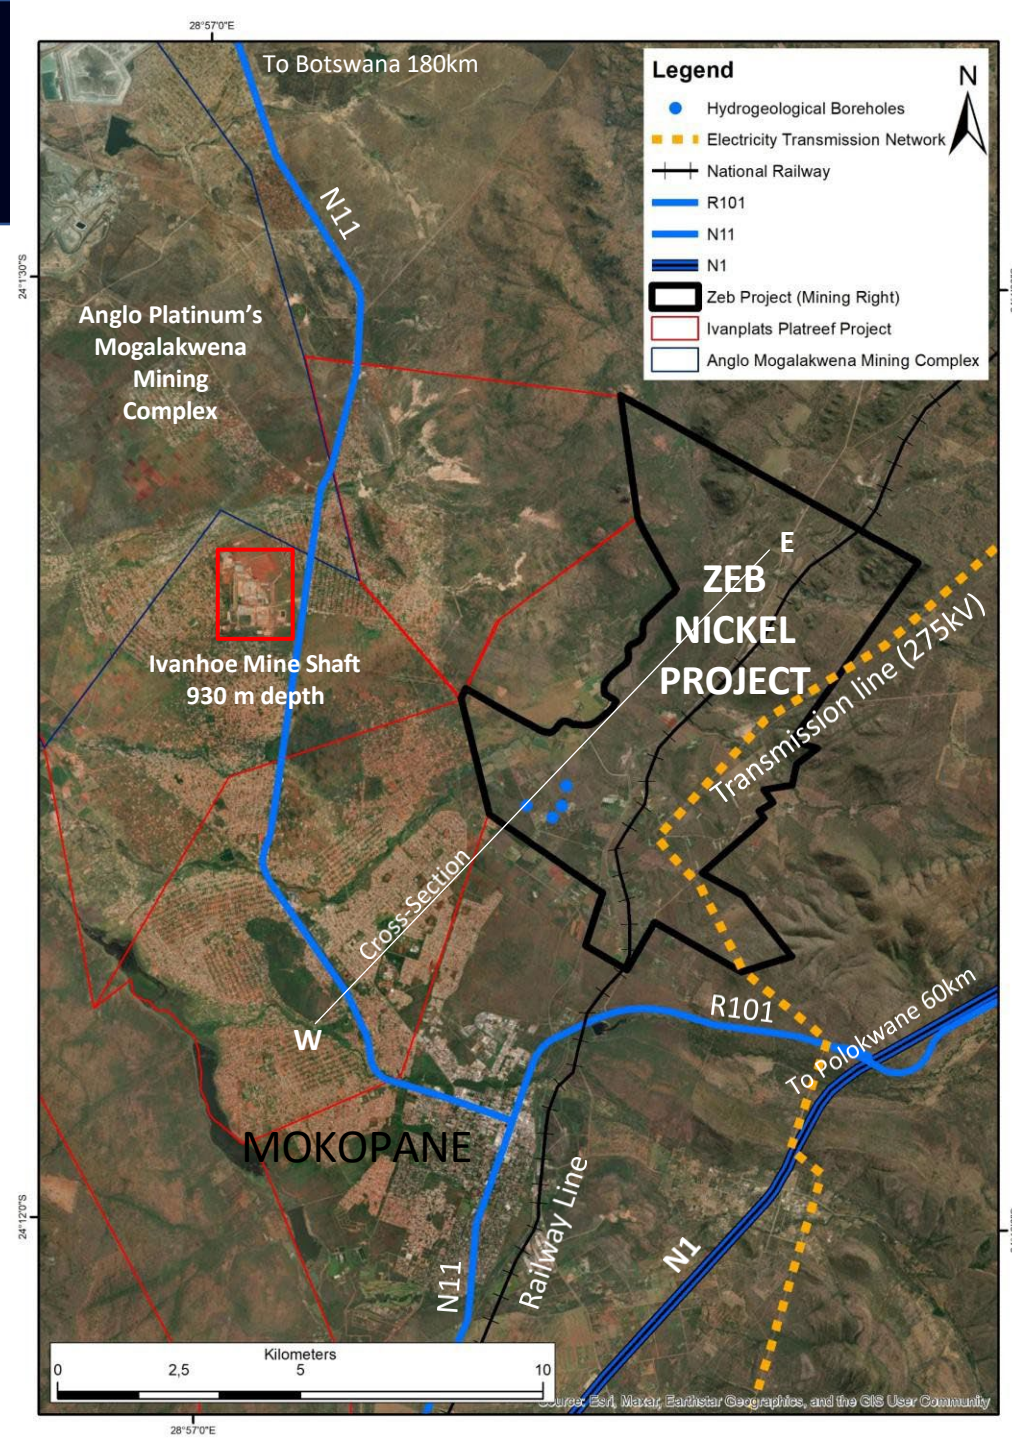 28°57'0"E
To Botswana 180km
Legend
N
Hydrogeological Boreholes
Electricity Transmission Network
National Railway
R101
N11
N1
Zeb Project (Mining Right)
Ivanplats Platreef Project
Anglo Mogalakwena Mining Complex
N11
24°1'30"S
Anglo Platinum's
Mogalakwena
Mining
Complex
E
ZEB
NICKEL
PROJECT
Ivanhoe Mine Shaft
930 m depth
Transmission line (275kV)
Cross-Section
W
R101
To Polokwane 60km
MOKOPANE
24°12'0"S
Railway Line
N1
N11
Kilometers
0 2,5 5 10
Source: Esri, Maxar, Earthstar Geographics, and the GIS User Community
28°57'0"E